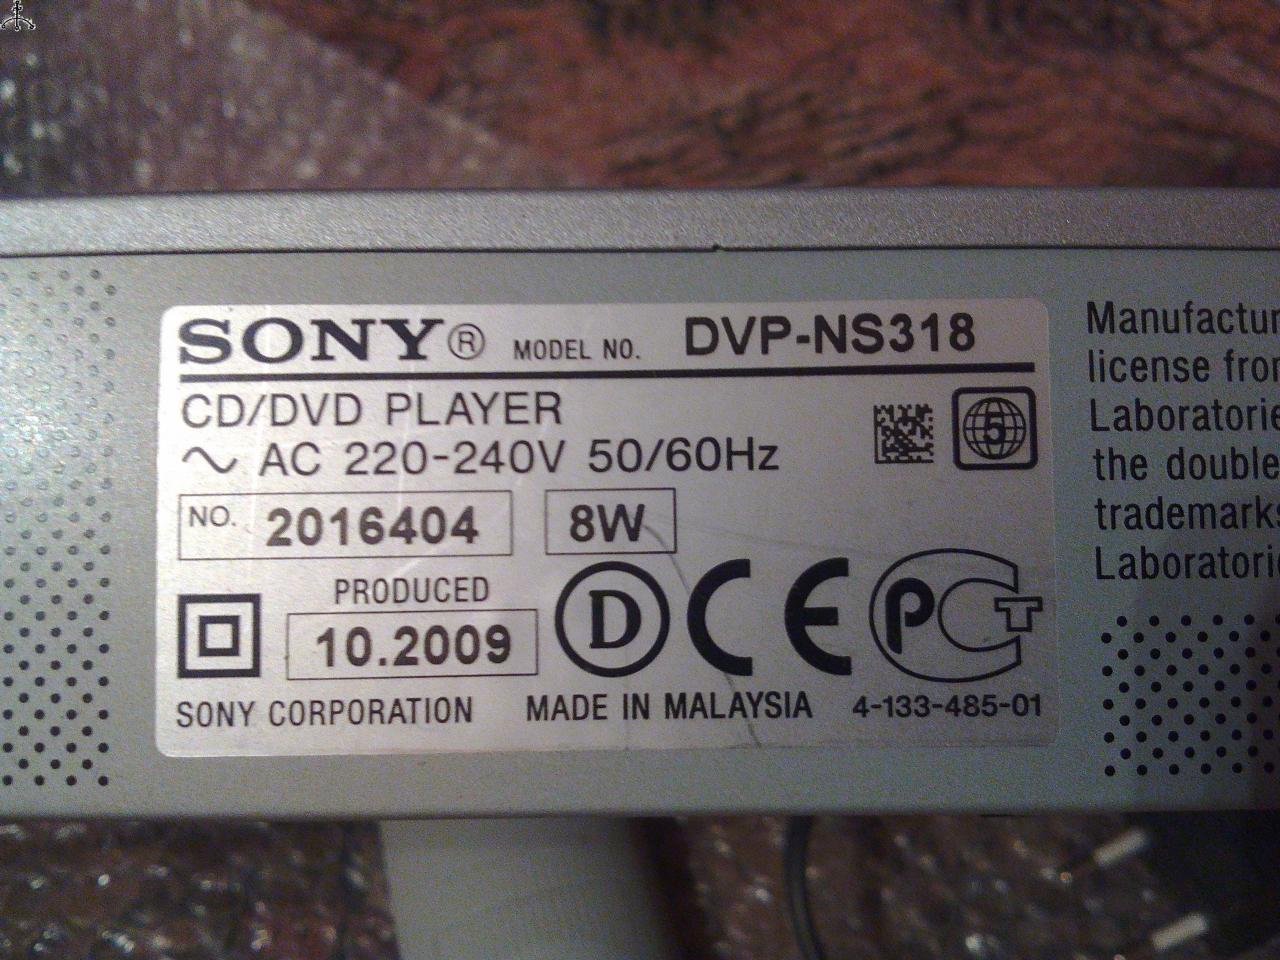 SONY® MODEL NO. DVP-NS318
CD/DVD PLAYER
~ AC 220-240V 50/60Hz
5
NO. 2016404 8W
PRODUCED
10.2009
D CE PCT
SONY CORPORATION MADE IN MALAYSIA 4-133-485-01
Manufactur
license fro
Laboratorie
the double
trademarks
Laboratori